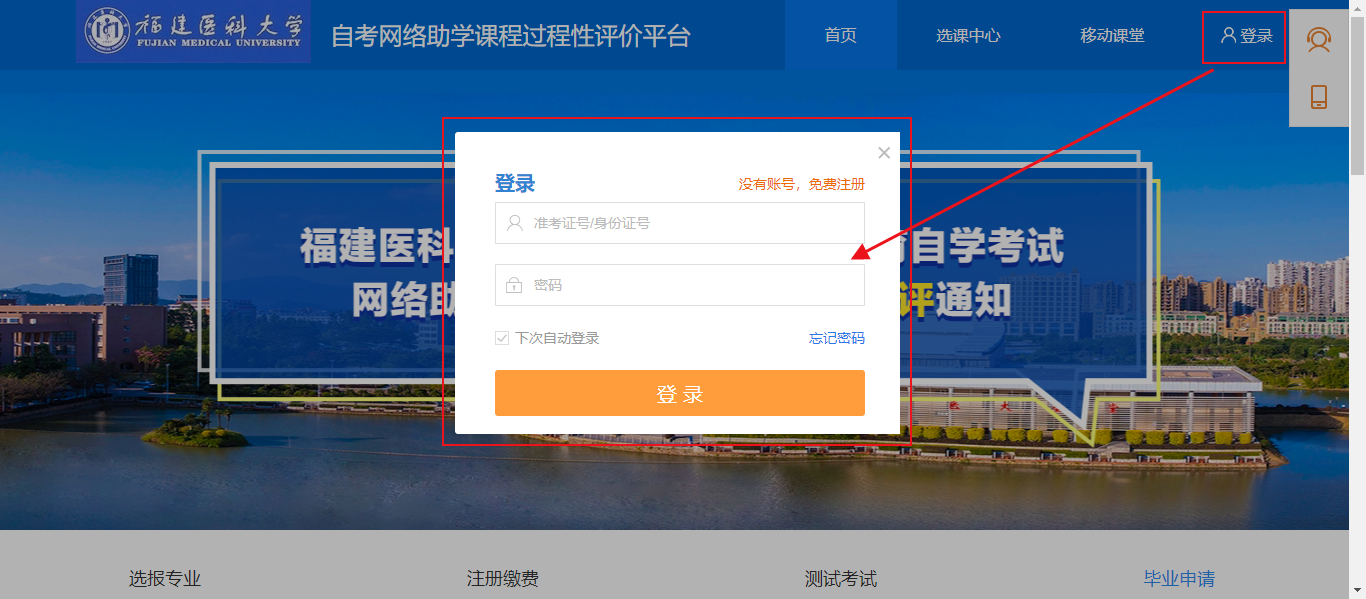 福建医科大学
FUJIAN MEDICAL UNIVERSITY
自考网络助学课程过程性评价平台
首页
选课中心
移动课堂
登录
福建医科
育自学考试
网络助
评通知
登录
没有账号，免费注册
准考证号/身份证号
密码
下次自动登录
忘记密码
登录
选报专业
注册缴费
测试考试
毕业申请